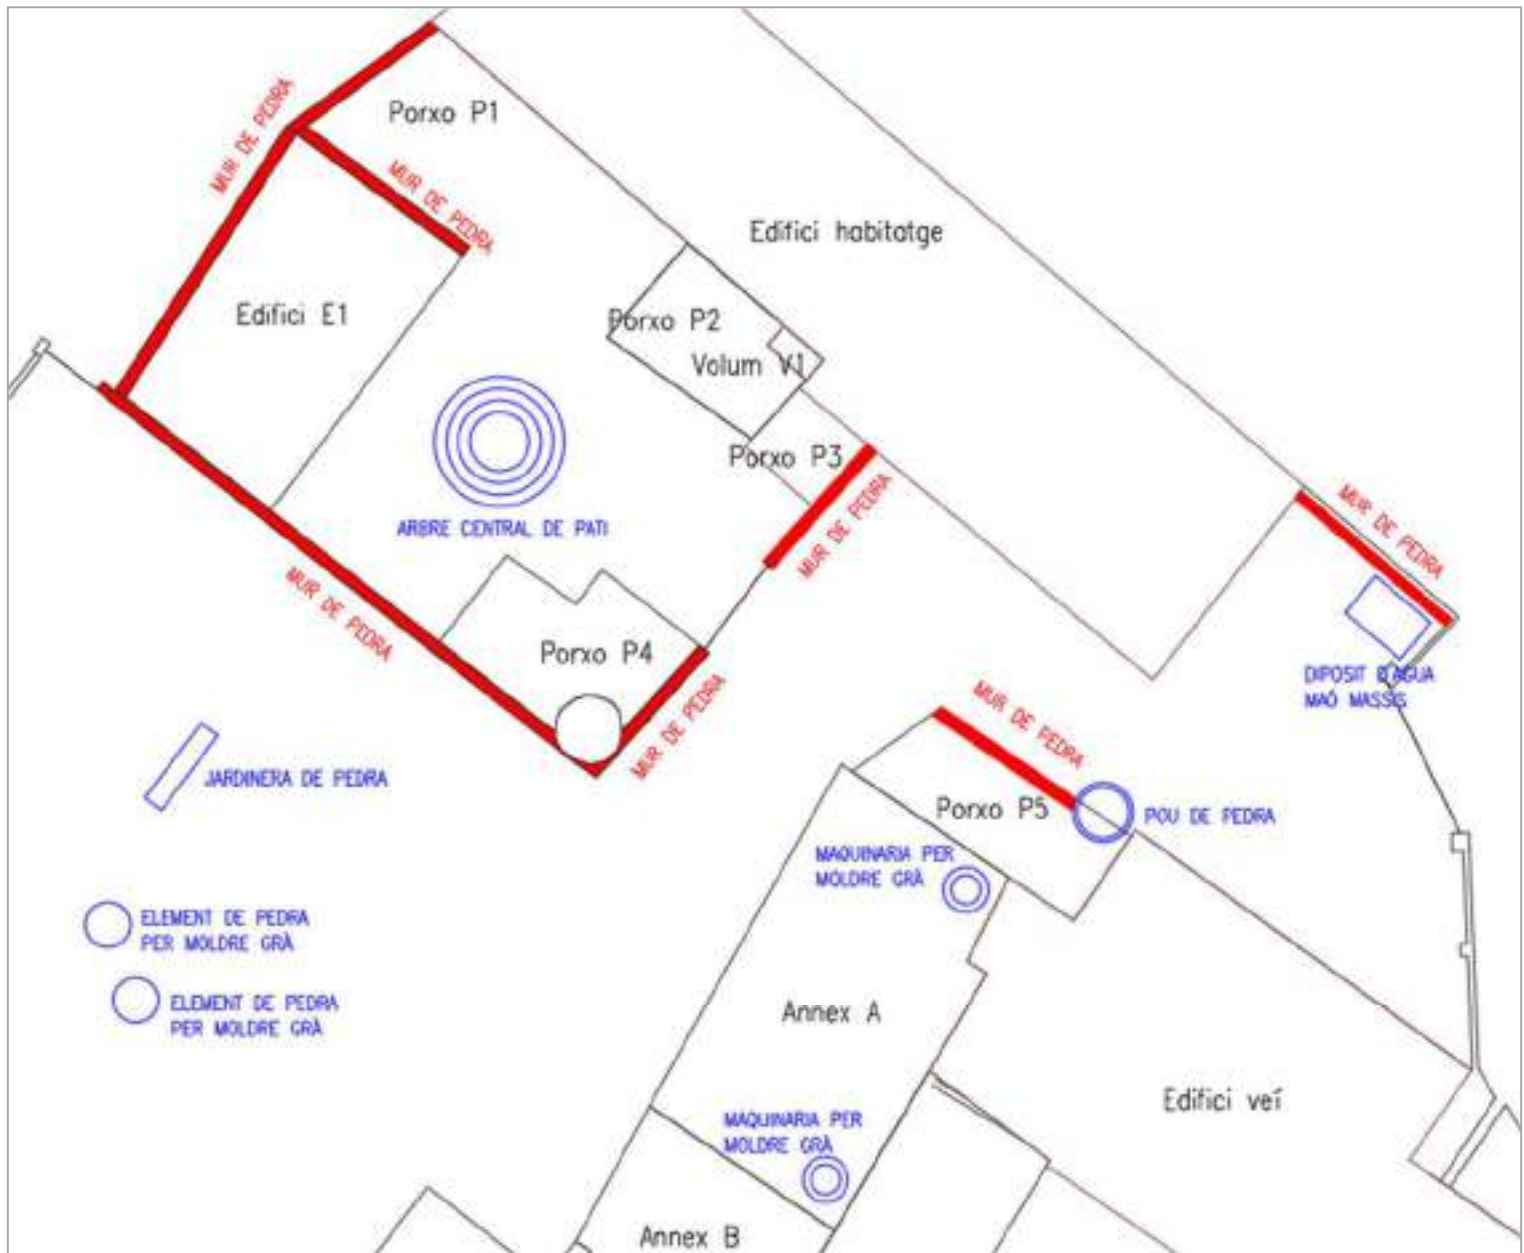 MUR DE PEDRA
Porxo P1
MUR DE PEDRA
Edifici habitatge
Edifici E1
Porxo P2
Volum V1
Porxo P3
MUR DE PEDRA
MUR DE PEDRA
ARBRE CENTRAL DE PATI
MUR DE PEDRA
Porxo P4
MUR DE PEDRA
DIPOSIT D'AGUA
MAÓ MASSIS
MUR DE PEDRA
JARDINERA DE PEDRA
Porxo P5
POU DE PEDRA
MAQUINARIA PER
MOLDRE GRÀ
ELEMENT DE PEDRA
PER MOLDRE GRÀ
ELEMENT DE PEDRA
PER MOLDRE GRÀ
Annex A
Edifici veí
MAQUINARIA PER
MOLDRE GRÀ
Annex B